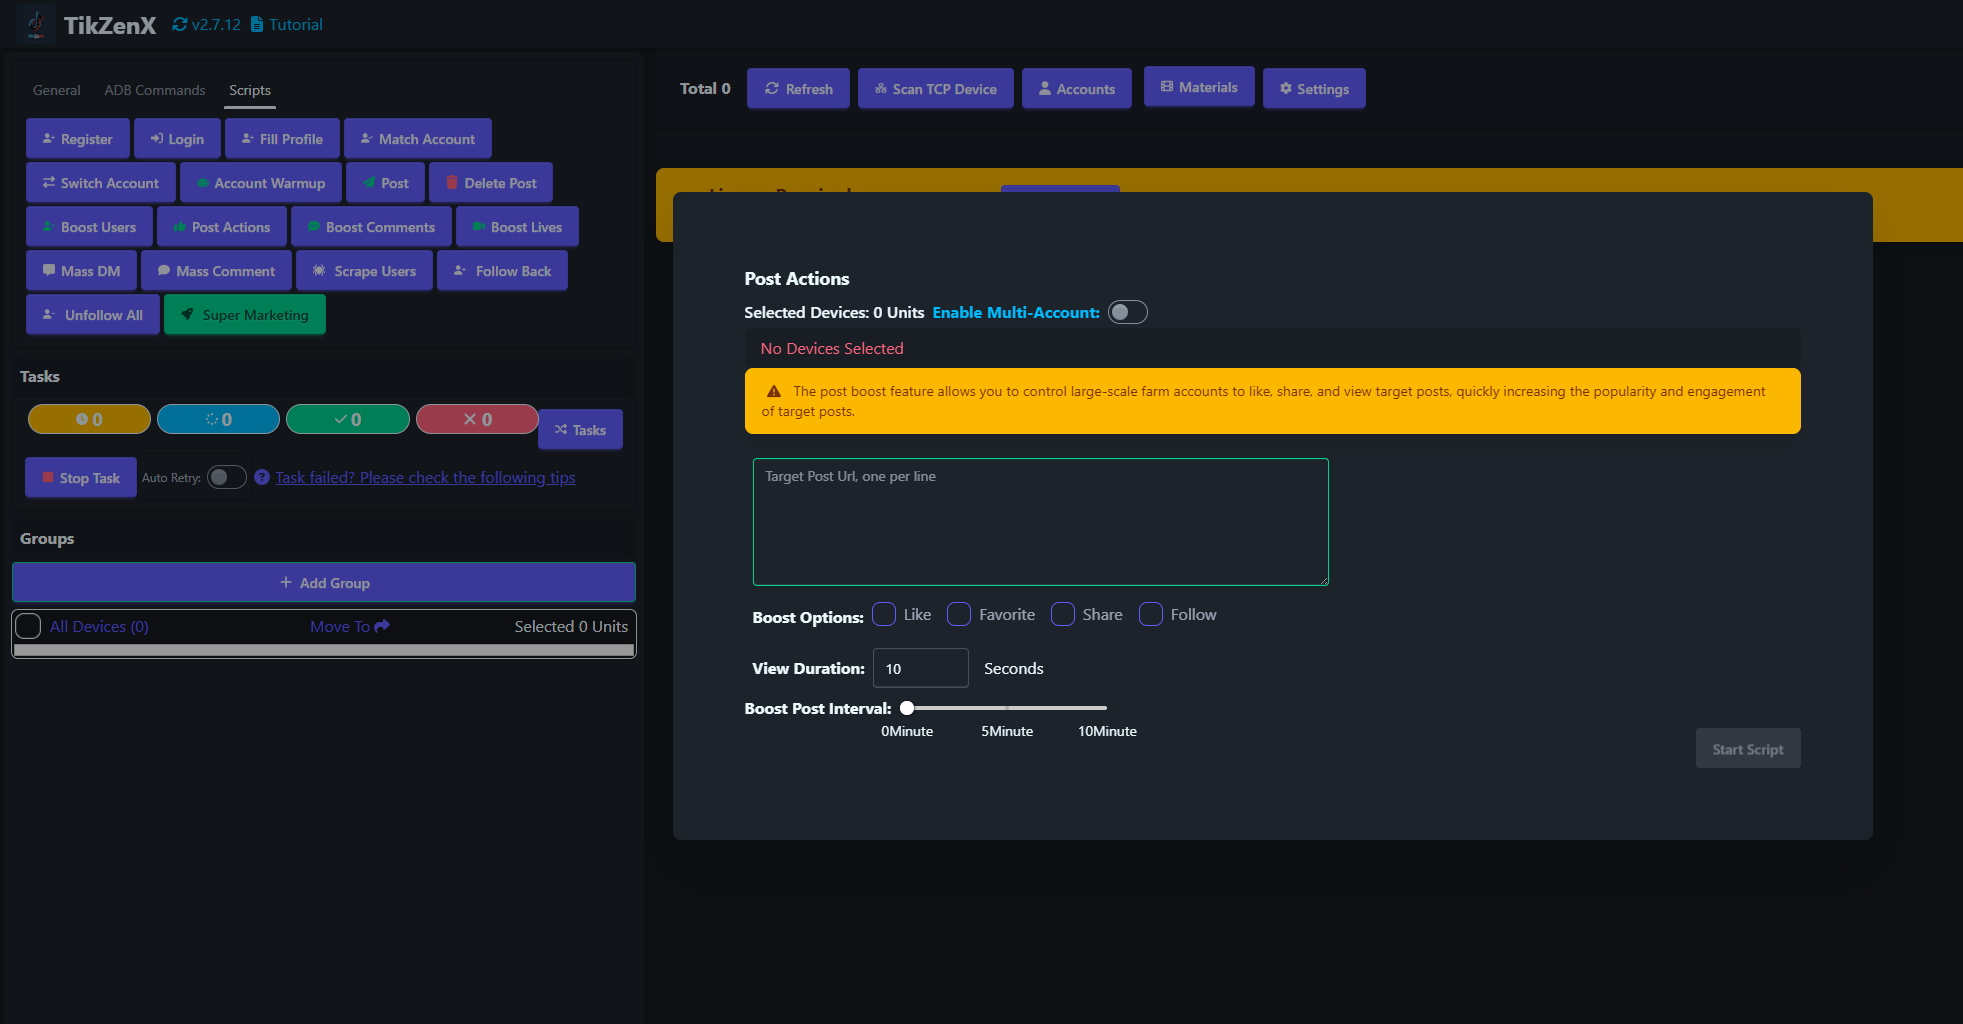 TikZenX v2.7.12 Tutorial
General ADB Commands Scripts
Register Login Fill Profile Match Account
Switch Account Account Warmup Post Delete Post
Boost Users Post Actions Boost Comments Boost Lives
Mass DM Mass Comment Scrape Users Follow Back
Unfollow All Super Marketing
Tasks
0 0 0 0 Tasks
Stop Task Auto Retry: Task failed? Please check the following tips
Groups
+ Add Group
All Devices (0) Move To Selected 0 Units
Total 0 Refresh Scan TCP Device Accounts Materials Settings
Post Actions
Selected Devices: 0 Units Enable Multi-Account:
No Devices Selected
The post boost feature allows you to control large-scale farm accounts to like, share, and view target posts, quickly increasing the popularity and engagement
of target posts.
Target Post Url, one per line
Boost Options: Like Favorite Share Follow
View Duration: 10 Seconds
Boost Post Interval:
0Minute 5Minute 10Minute
Start Script